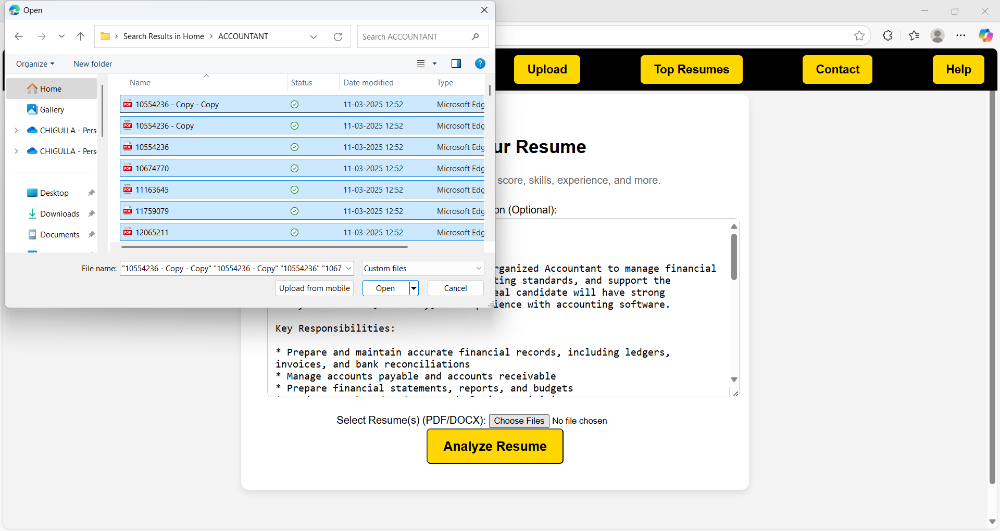 Open
Search Results in Home > ACCOUNTANT
Search ACCOUNTANT
Organize
New folder
Name Status Date modified Type
Home
Gallery
CHIGULLA - Pers
CHIGULLA - Pers
Desktop
Downloads
Documents
10554236 - Copy - Copy 11-03-2025 12:52 Microsoft Edg
10554236 - Copy 11-03-2025 12:52 Microsoft Edg
10554236 11-03-2025 12:52 Microsoft Edg
10674770 11-03-2025 12:52 Microsoft Edg
11163645 11-03-2025 12:52 Microsoft Edg
11759079 11-03-2025 12:52 Microsoft Edg
12065211 11-03-2025 12:52 Microsoft Edg
File name: "10554236 - Copy - Copy" "10554236 - Copy" "10554236" "1067
Custom files
Upload from mobile
Open
Cancel
Upload
Top Resumes
Contact
Help
ur Resume
score, skills, experience, and more.
on (Optional):
rganized Accountant to manage financial
ting standards, and support the
eal candidate will have strong
ience with accounting software.
Key Responsibilities:
* Prepare and maintain accurate financial records, including ledgers,
invoices, and bank reconciliations
* Manage accounts payable and accounts receivable
* Prepare financial statements, reports, and budgets
Select Resume(s) (PDF/DOCX): Choose Files No file chosen
Analyze Resume